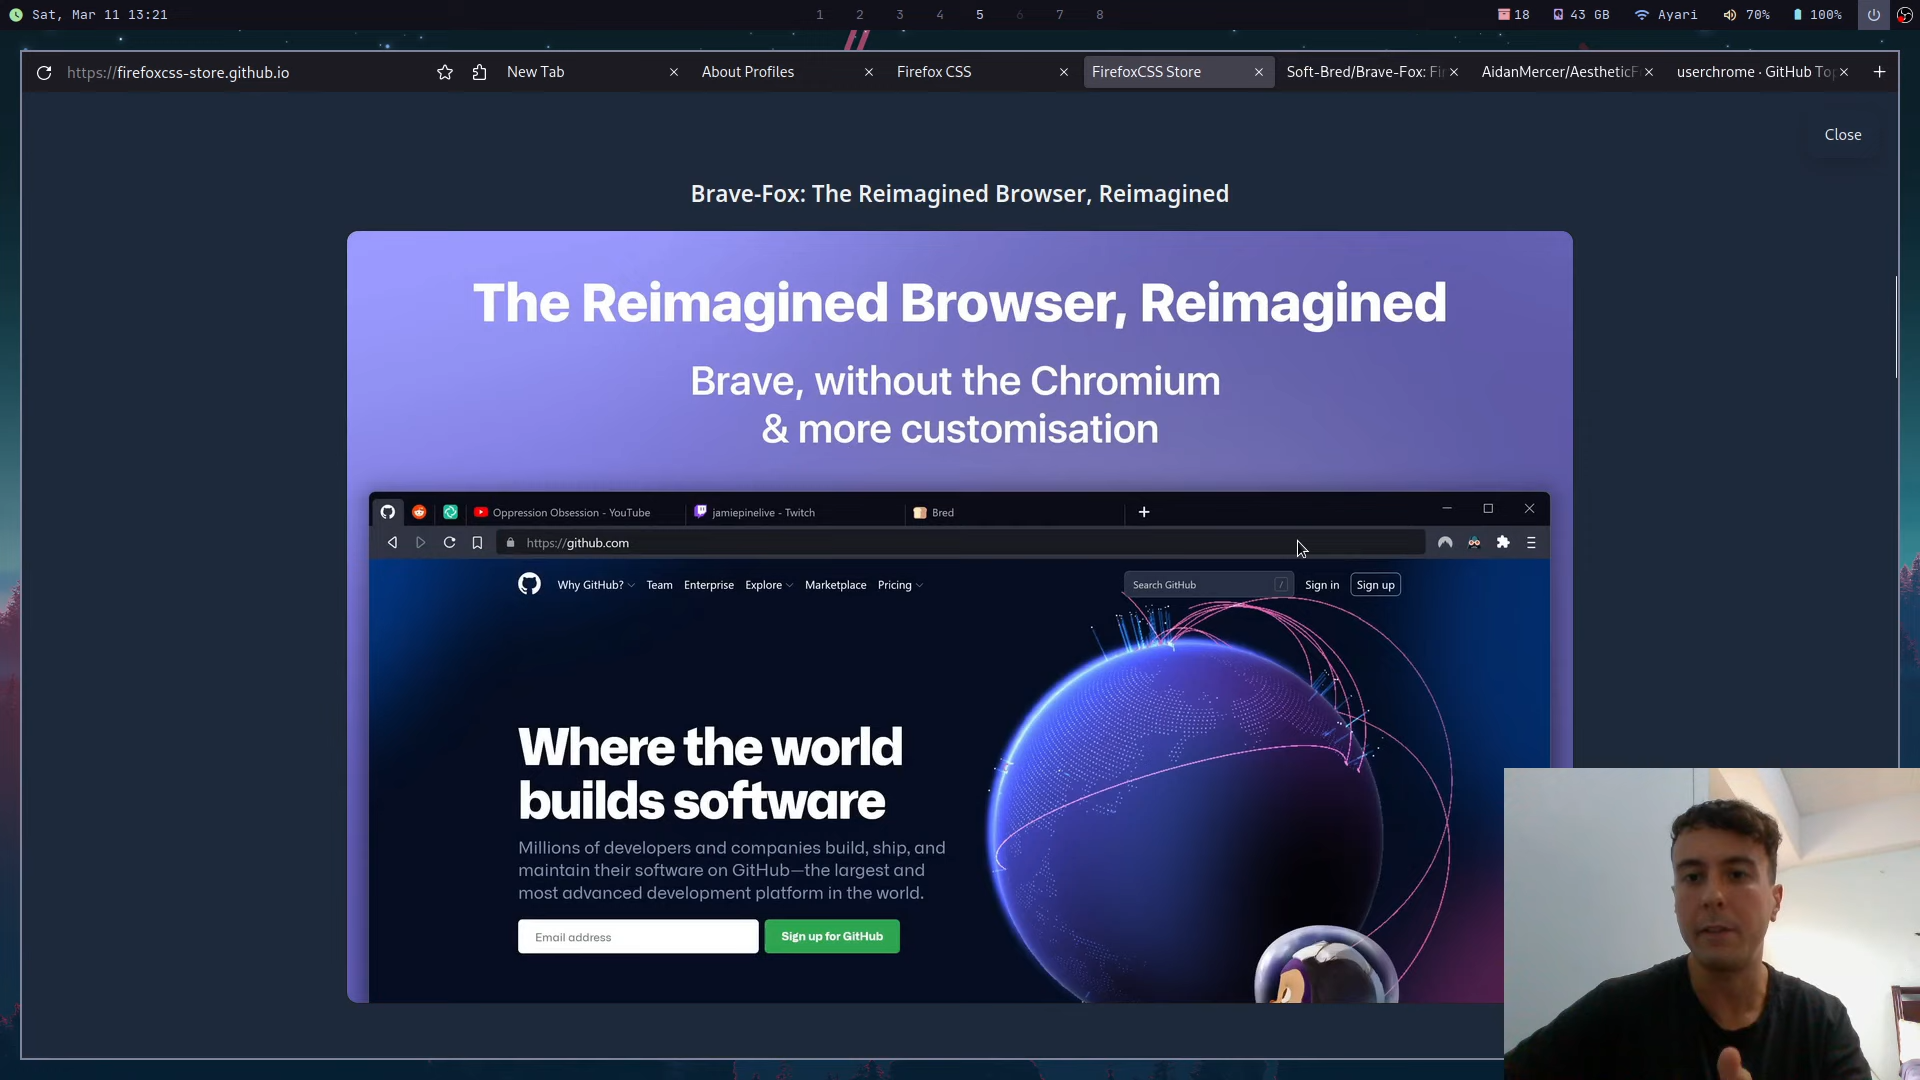 Sat, Mar 11 13:21
1 2 3 4 5 6 7 8
18 43 GB Ayari 70% 100%
https://firefoxcss-store.github.io
New Tab
About Profiles
Firefox CSS
FirefoxCSS Store
Soft-Bred/Brave-Fox: Fi
AidanMercer/AestheticF
userchrome · GitHub Top
Close
Brave-Fox: The Reimagined Browser, Reimagined
The Reimagined Browser, Reimagined
Brave, without the Chromium
& more customisation
Oppression Obsession - YouTube
jamiepinelive - Twitch
Bred
https://github.com
Why GitHub? Team Enterprise Explore Marketplace Pricing
Search GitHub /
Sign in
Sign up
Where the world
builds software
Millions of developers and companies build, ship, and
maintain their software on GitHub—the largest and
most advanced development platform in the world.
Email address
Sign up for GitHub